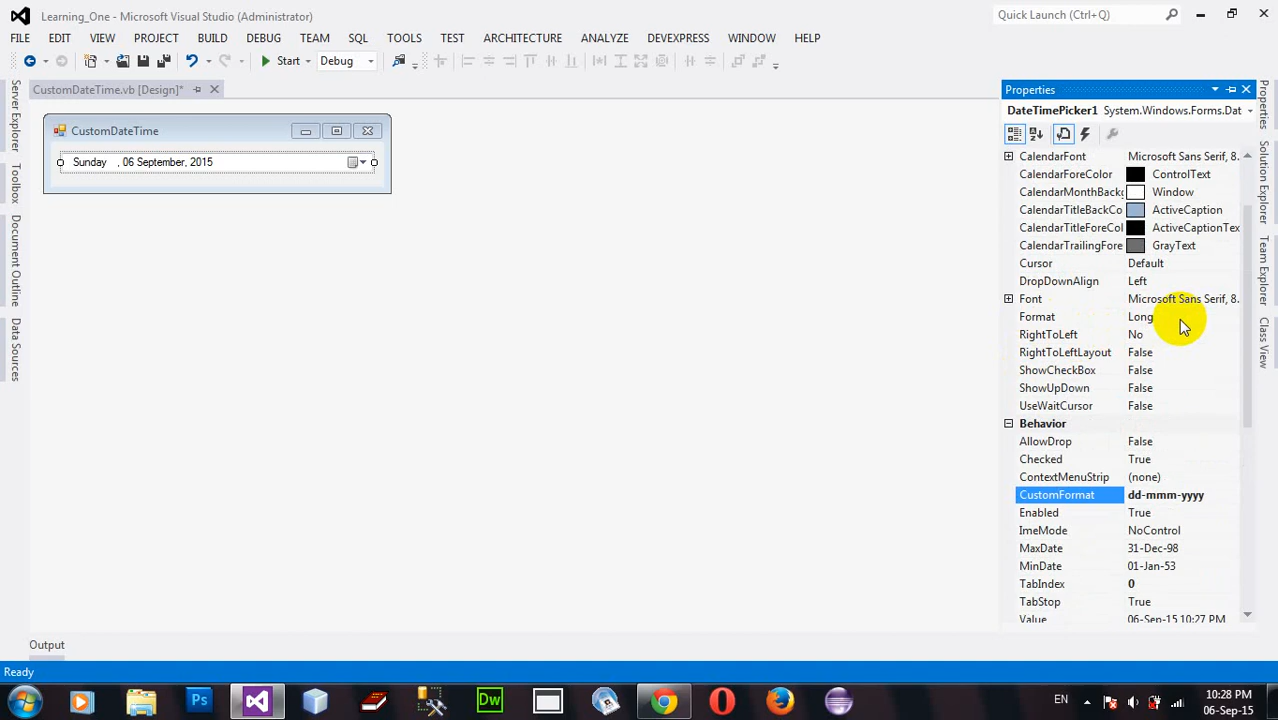 Learning_One - Microsoft Visual Studio (Administrator)
Quick Launch (Ctrl+Q)
FILE EDIT VIEW PROJECT BUILD DEBUG TEAM SQL TOOLS TEST ARCHITECTURE ANALYZE DEVEXPRESS WINDOW HELP
Start Debug
CustomDateTime.vb [Design]*
Server Explorer
Toolbox
Document Outline
Data Sources
CustomDateTime
Sunday , 06 September, 2015
Properties
DateTimePicker1 System.Windows.Forms.Dat
CalendarFont Microsoft Sans Serif, 8.
CalendarForeColor ControlText
CalendarMonthBackg Window
CalendarTitleBackCo ActiveCaption
CalendarTitleForeCol ActiveCaptionTex
CalendarTrailingFore GrayText
Cursor Default
DropDownAlign Left
Font Microsoft Sans Serif, 8.
Format Long
RightToLeft No
RightToLeftLayout False
ShowCheckBox False
ShowUpDown False
UseWaitCursor False
Behavior
AllowDrop False
Checked True
ContextMenuStrip (none)
CustomFormat dd-mmm-yyyy
Enabled True
ImeMode NoControl
MaxDate 31-Dec-98
MinDate 01-Jan-53
TabIndex 0
TabStop True
Value 06-Sep-15 10:27 PM
Properties
Solution Explorer
Team Explorer
Class View
Output
Ready
Ps
Dw
EN
10:28 PM
06-Sep-15